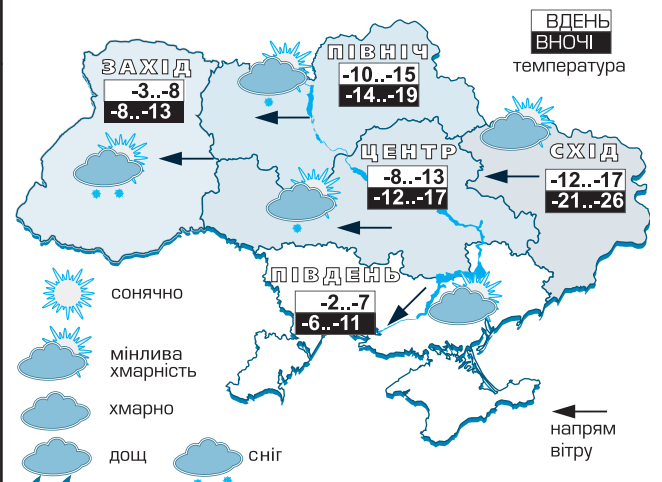 ВДЕНЬ
ВНОЧІ
температура
ПІВНІЧ
-10..-15
-14..-19
ЗАХІД
-3..-8
-8..-13
ЦЕНТР
-8..-13
-12..-17
СХІД
-12..-17
-21..-26
ПІВДЕНЬ
-2..-7
-6..-11
сонячно
мінлива
хмарність
хмарно
дощ
сніг
напрям
вітру